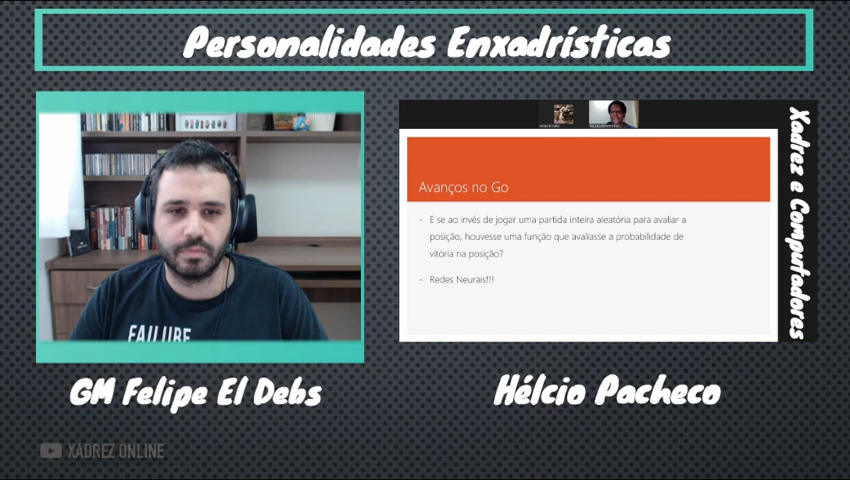 Personalidades Enxadrísticas
Avanços no Go
- E se ao invés de jogar uma partida inteira aleatória para avaliar a
posição, houvesse uma função que avaliasse a probabilidade de
vitória na posição?
- Redes Neurais!!!
Xadrez e Computadores
FAILURE
GM Felipe El Debs
Hélcio Pacheco
XADREZ ONLINE